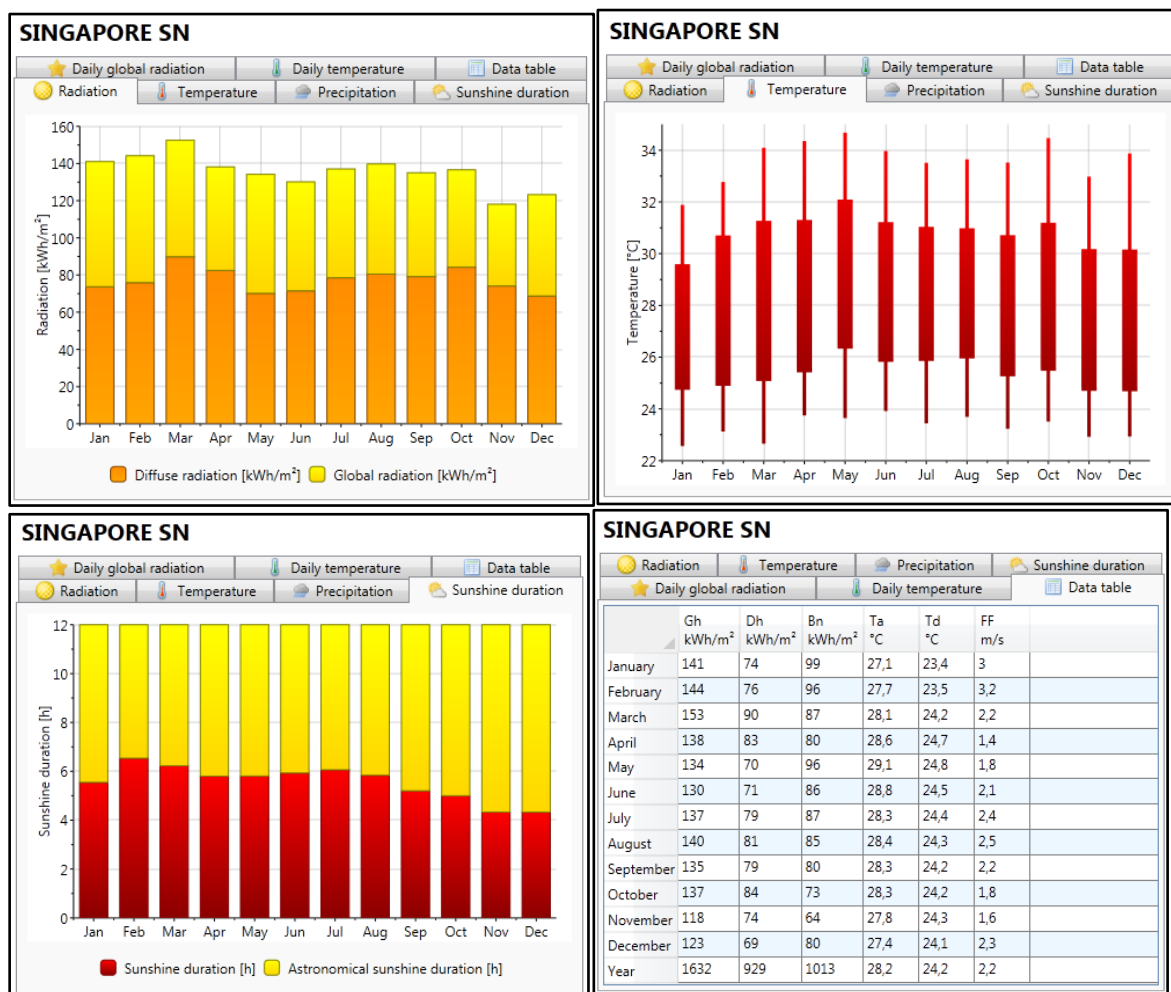 SINGAPORE SN
Daily global radiation Daily temperature Data table
Radiation Temperature Precipitation Sunshine duration
Radiation [kWh/m²]
160
140
120
100
80
60
40
20
0
Jan Feb Mar Apr May Jun Jul Aug Sep Oct Nov Dec
Diffuse radiation [kWh/m²] Global radiation [kWh/m²]
SINGAPORE SN
Daily global radiation Daily temperature Data table
Radiation Temperature Precipitation Sunshine duration
Temperature [°C]
34
32
30
28
26
24
22
Jan Feb Mar Apr May Jun Jul Aug Sep Oct Nov Dec
SINGAPORE SN
Daily global radiation Daily temperature Data table
Radiation Temperature Precipitation Sunshine duration
Sunshine duration [h]
12
10
8
6
4
2
0
Jan Feb Mar Apr May Jun Jul Aug Sep Oct Nov Dec
Sunshine duration [h] Astronomical sunshine duration [h]
SINGAPORE SN
Radiation Temperature Precipitation Sunshine duration
Daily global radiation Daily temperature Data table
Gh Dh Bn Ta Td FF
kWh/m² kWh/m² kWh/m² °C °C m/s
January 141 74 99 27,1 23,4 3
February 144 76 96 27,7 23,5 3,2
March 153 90 87 28,1 24,2 2,2
April 138 83 80 28,6 24,7 1,4
May 134 70 96 29,1 24,8 1,8
June 130 71 86 28,8 24,5 2,1
July 137 79 87 28,3 24,4 2,4
August 140 81 85 28,4 24,3 2,5
September 135 79 80 28,3 24,2 2,2
October 137 84 73 28,3 24,2 1,8
November 118 74 64 27,8 24,3 1,6
December 123 69 80 27,4 24,1 2,3
Year 1632 929 1013 28,2 24,2 2,2